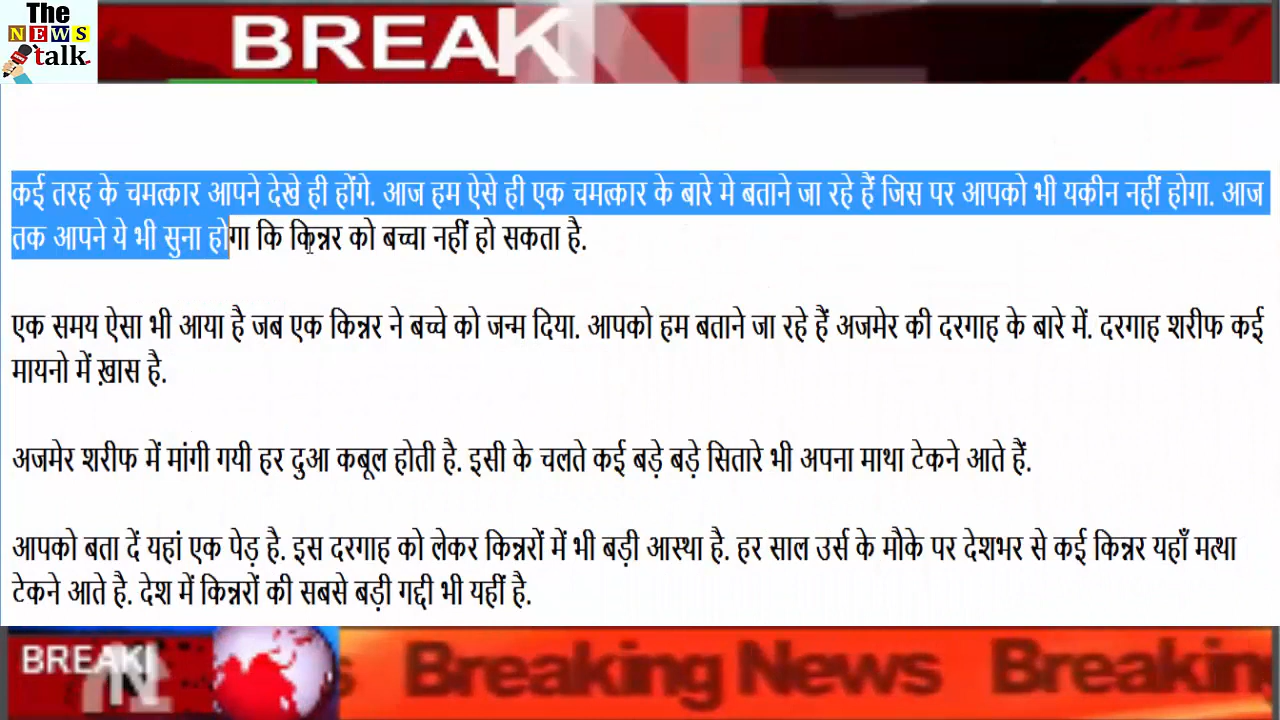 The
NEWS
talk.
BREAK
कई तरह के चमत्कार आपने देखे ही होंगे. आज हम ऐसे ही एक चमत्कार के बारे मे बताने जा रहे हैं जिस पर आपको भी यकीन नहीं होगा. आज
तक आपने ये भी सुना होगा कि किन्नर को बच्चा नहीं हो सकता है.
एक समय ऐसा भी आया है जब एक किन्नर ने बच्चे को जन्म दिया. आपको हम बताने जा रहे हैं अजमेर की दरगाह के बारे में. दरगाह शरीफ कई
मायनो में ख़ास है.
अजमेर शरीफ में मांगी गयी हर दुआ कबूल होती है. इसी के चलते कई बड़े बड़े सितारे भी अपना माथा टेकने आते हैं.
आपको बता दें यहां एक पेड़ है. इस दरगाह को लेकर किन्नरों में भी बड़ी आस्था है. हर साल उर्स के मौके पर देशभर से कई किन्नर यहाँ मत्था
टेकने आते है. देश में किन्नरों की सबसे बड़ी गद्दी भी यहीं है.
BREAKI
s Breaking News Breaking